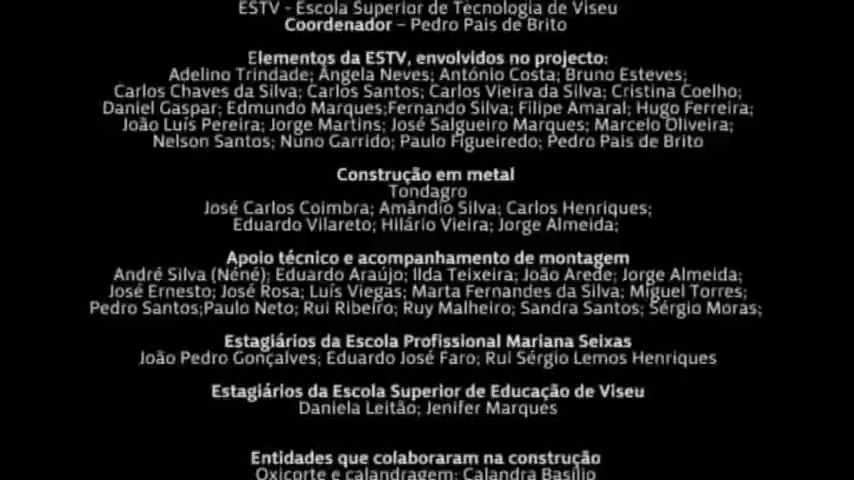 ESTV - Escola Superior de Tecnologia de Viseu
Coordenador – Pedro Pais de Brito
Elementos da ESTV, envolvidos no projecto:
Adelino Trindade; Ângela Neves; António Costa; Bruno Esteves;
Carlos Chaves da Silva; Carlos Santos; Carlos Vieira da Silva; Cristina Coelho;
Daniel Gaspar; Edmundo Marques;Fernando Silva; Filipe Amaral; Hugo Ferreira;
João Luís Pereira; Jorge Martins; José Salgueiro Marques; Marcelo Oliveira;
Nelson Santos; Nuno Garrido; Paulo Figueiredo; Pedro Pais de Brito
Construção em metal
Tondagro
José Carlos Coimbra; Amândio Silva; Carlos Henriques;
Eduardo Vilareto; Hilário Vieira; Jorge Almeida;
Apoio técnico e acompanhamento de montagem
André Silva (Néné); Eduardo Araújo; Ilda Teixeira; João Arede; Jorge Almeida;
José Ernesto; José Rosa; Luís Viegas; Marta Fernandes da Silva; Miguel Torres;
Pedro Santos;Paulo Neto; Rui Ribeiro; Ruy Malheiro; Sandra Santos; Sérgio Moras;
Estagiários da Escola Profissional Mariana Seixas
João Pedro Gonçalves; Eduardo José Faro; Rui Sérgio Lemos Henriques
Estagiários da Escola Superior de Educação de Viseu
Daniela Leitão; Jenifer Marques
Entidades que colaboraram na construção
Oxicorte e calandragem: Calandra Basílio